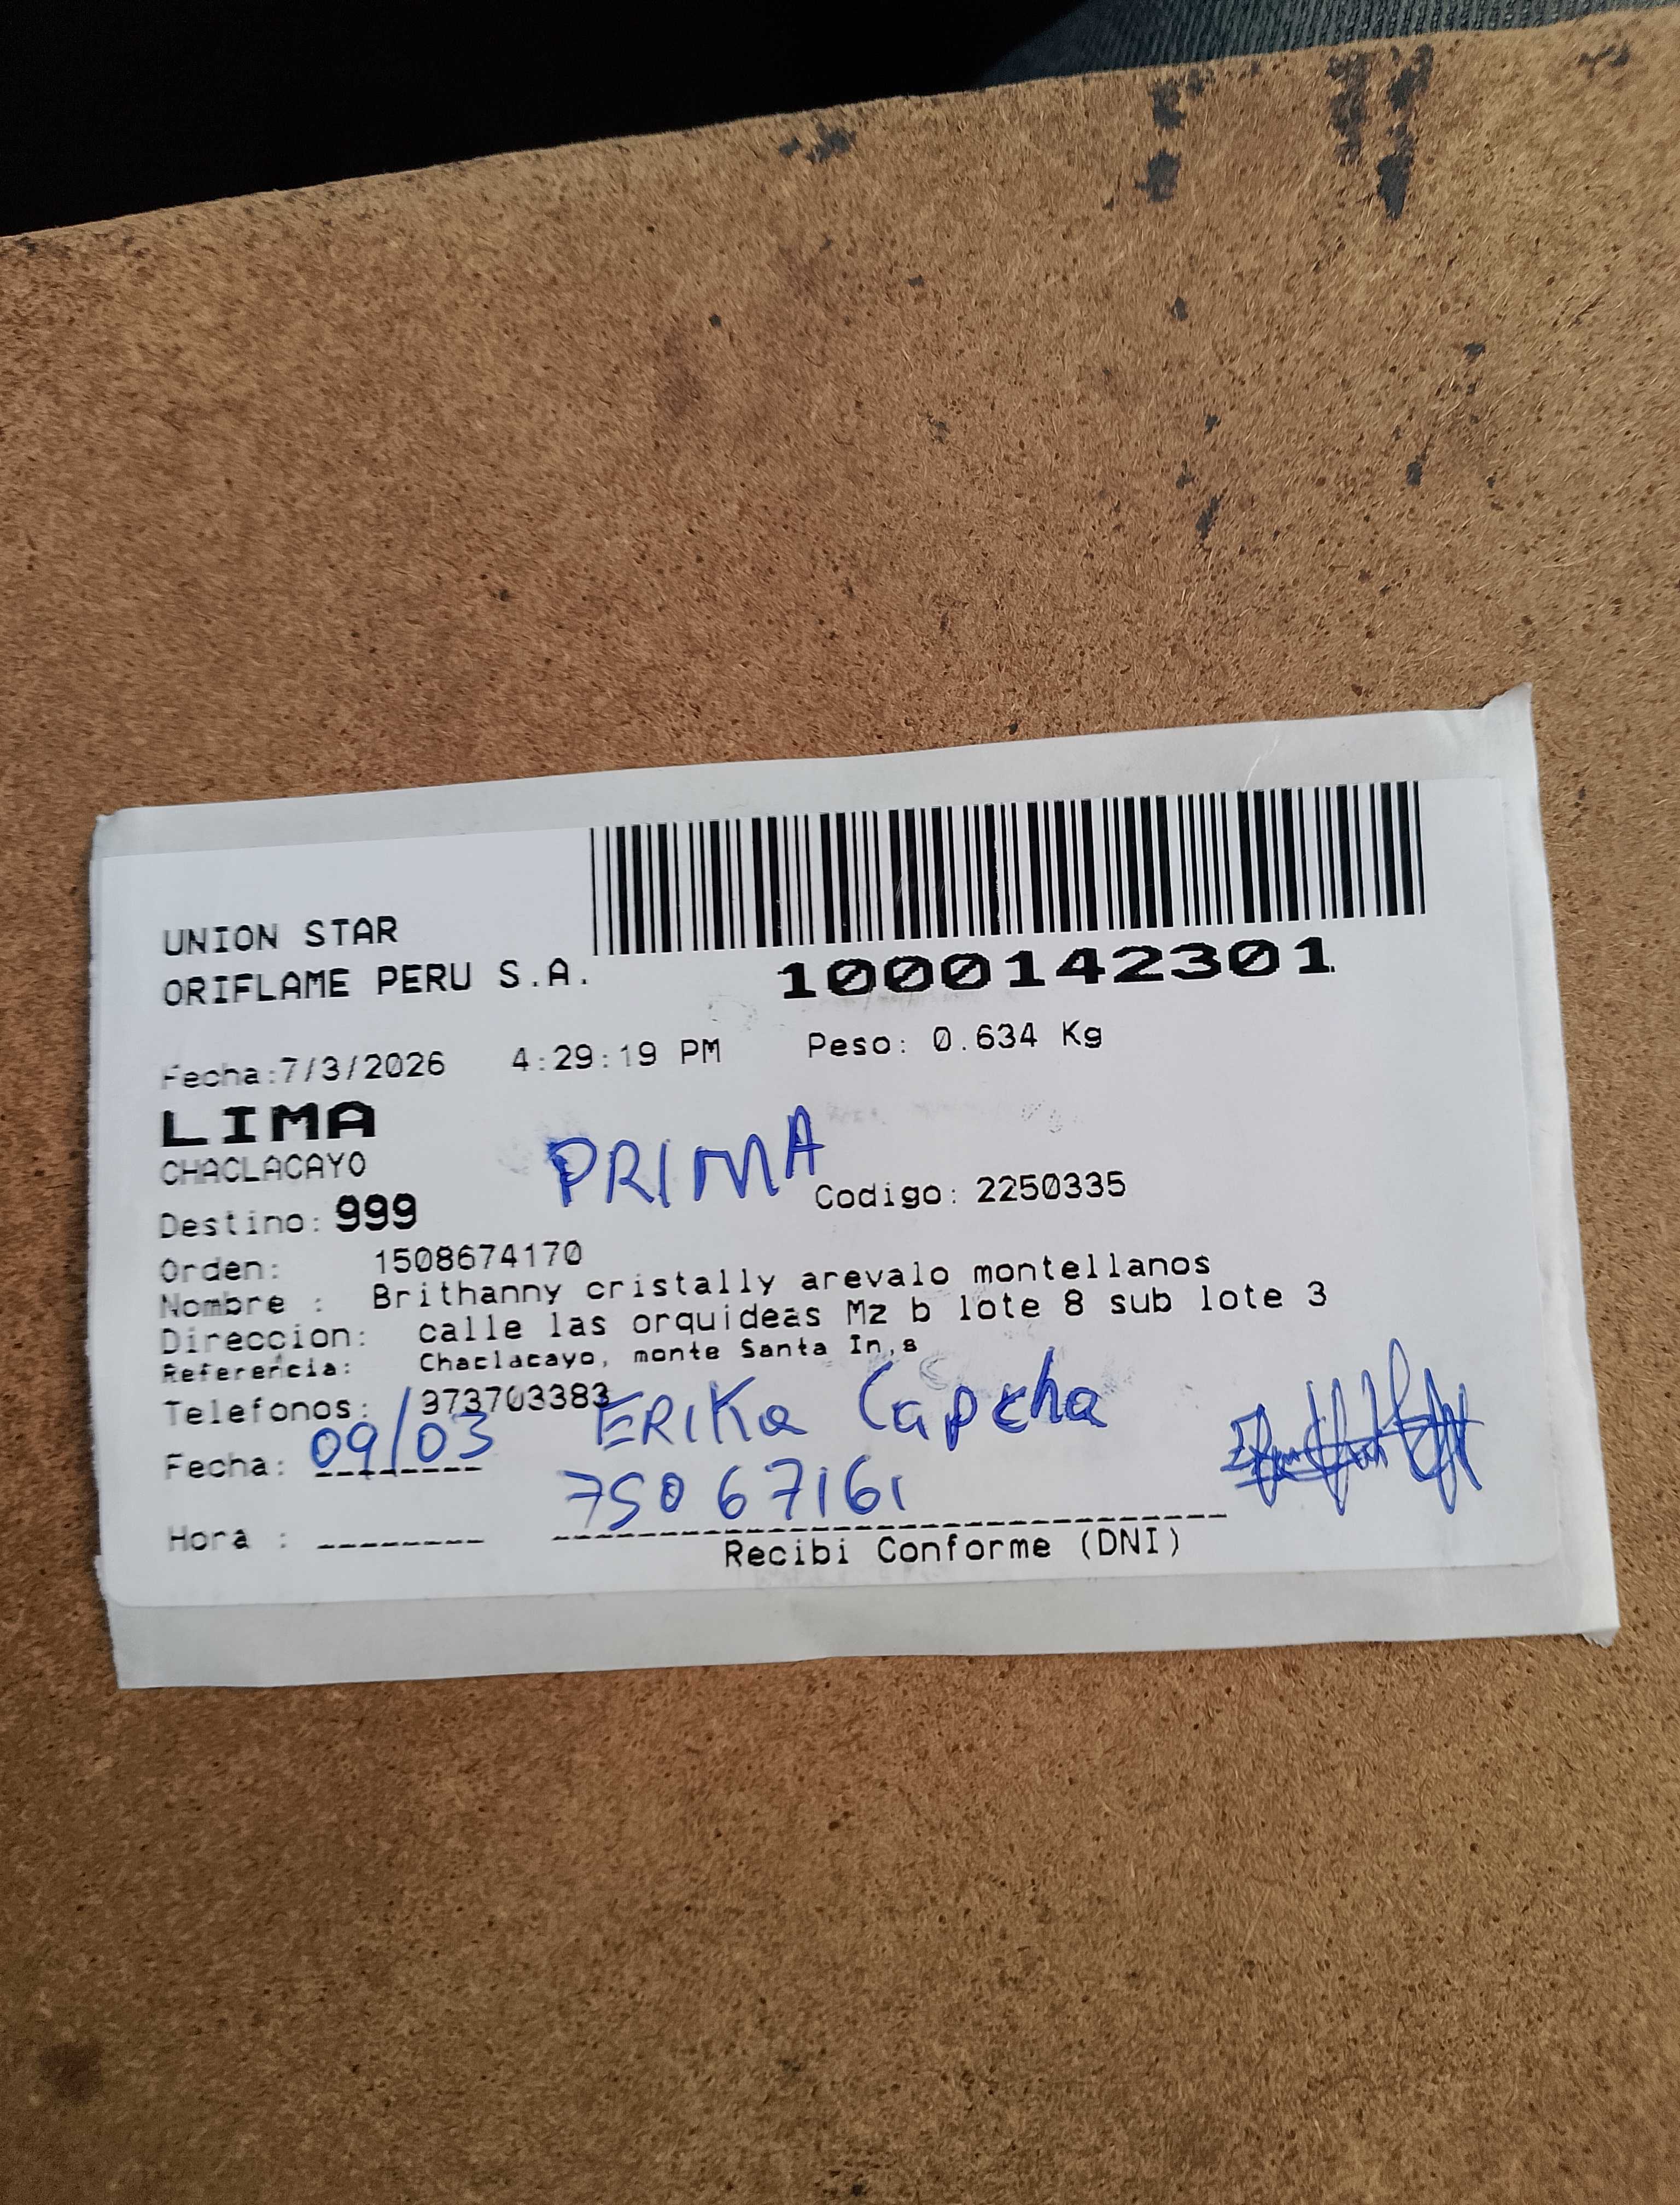 UNION STAR
ORIFLAME PERU S.A.
1000142301
Fecha:7/3/2026 4:29:19 PM Peso: 0.634 Kg
LIMA
CHACLACAYO
PRIMA
Destino: 999 Codigo: 2250335
Orden: 1508674170
Nombre : Brithanny cristally arevalo montellanos
Direccion: calle las orquideas Mz b lote 8 sub lote 3
Referencia: Chaclacayo, monte Santa In,s
Telefonos: 973703383
ERIKa Capcha
Fecha: 09/03
75067161
Hora :
Recibi Conforme (DNI)